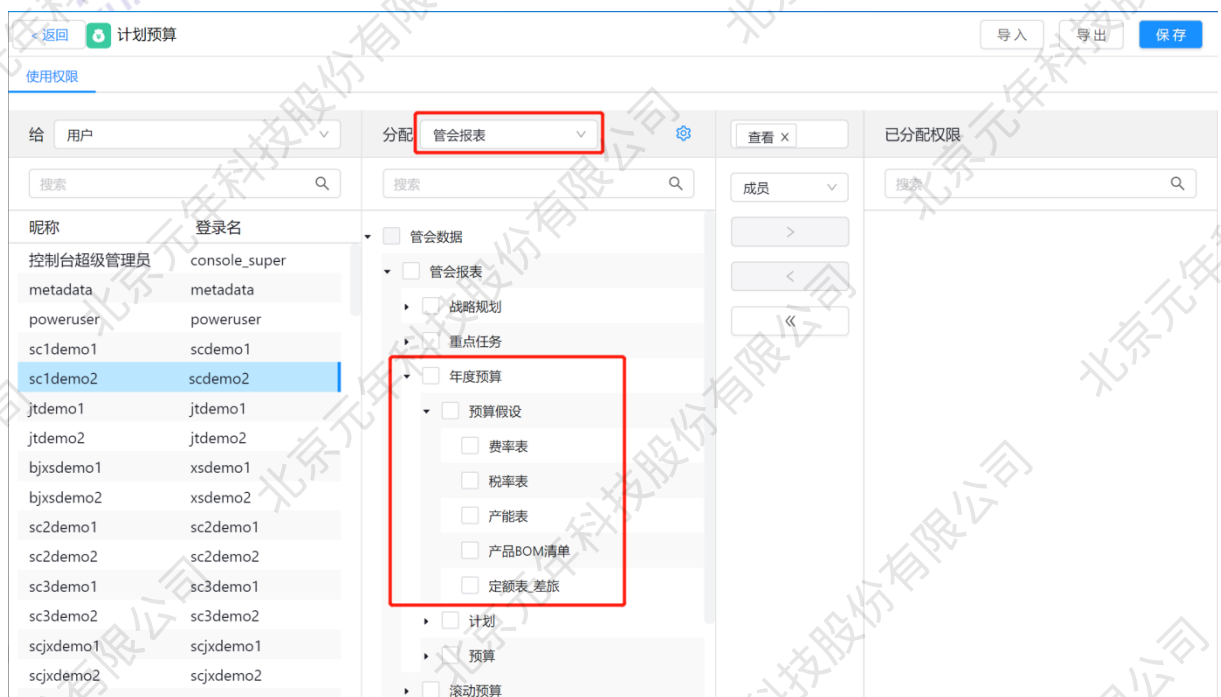 <返回 计划预算 导入 导出 保存
使用权限
给 用户 分配 管会报表 查看 x 已分配权限
搜索 搜索 成员 搜索
昵称 登录名
控制台超级管理员 console_super
metadata metadata
poweruser poweruser
sc1demo1 scdemo1
sc1demo2 scdemo2
jtdemo1 jtdemo1
jtdemo2 jtdemo2
bjxsdemo1 xsdemo1
bjxsdemo2 xsdemo2
sc2demo1 sc2demo1
sc2demo2 sc2demo2
sc3demo1 sc3demo1
sc3demo2 sc3demo2
scjxdemo1 scjxdemo1
scjxdemo2 scjxdemo2
管会数据
管会报表
战略规划
重点任务
年度预算
预算假设
费率表
税率表
产能表
产品BOM清单
定额表_差旅
计划
预算
滚动预算
>
<
«
北京元年科技股份有限公司